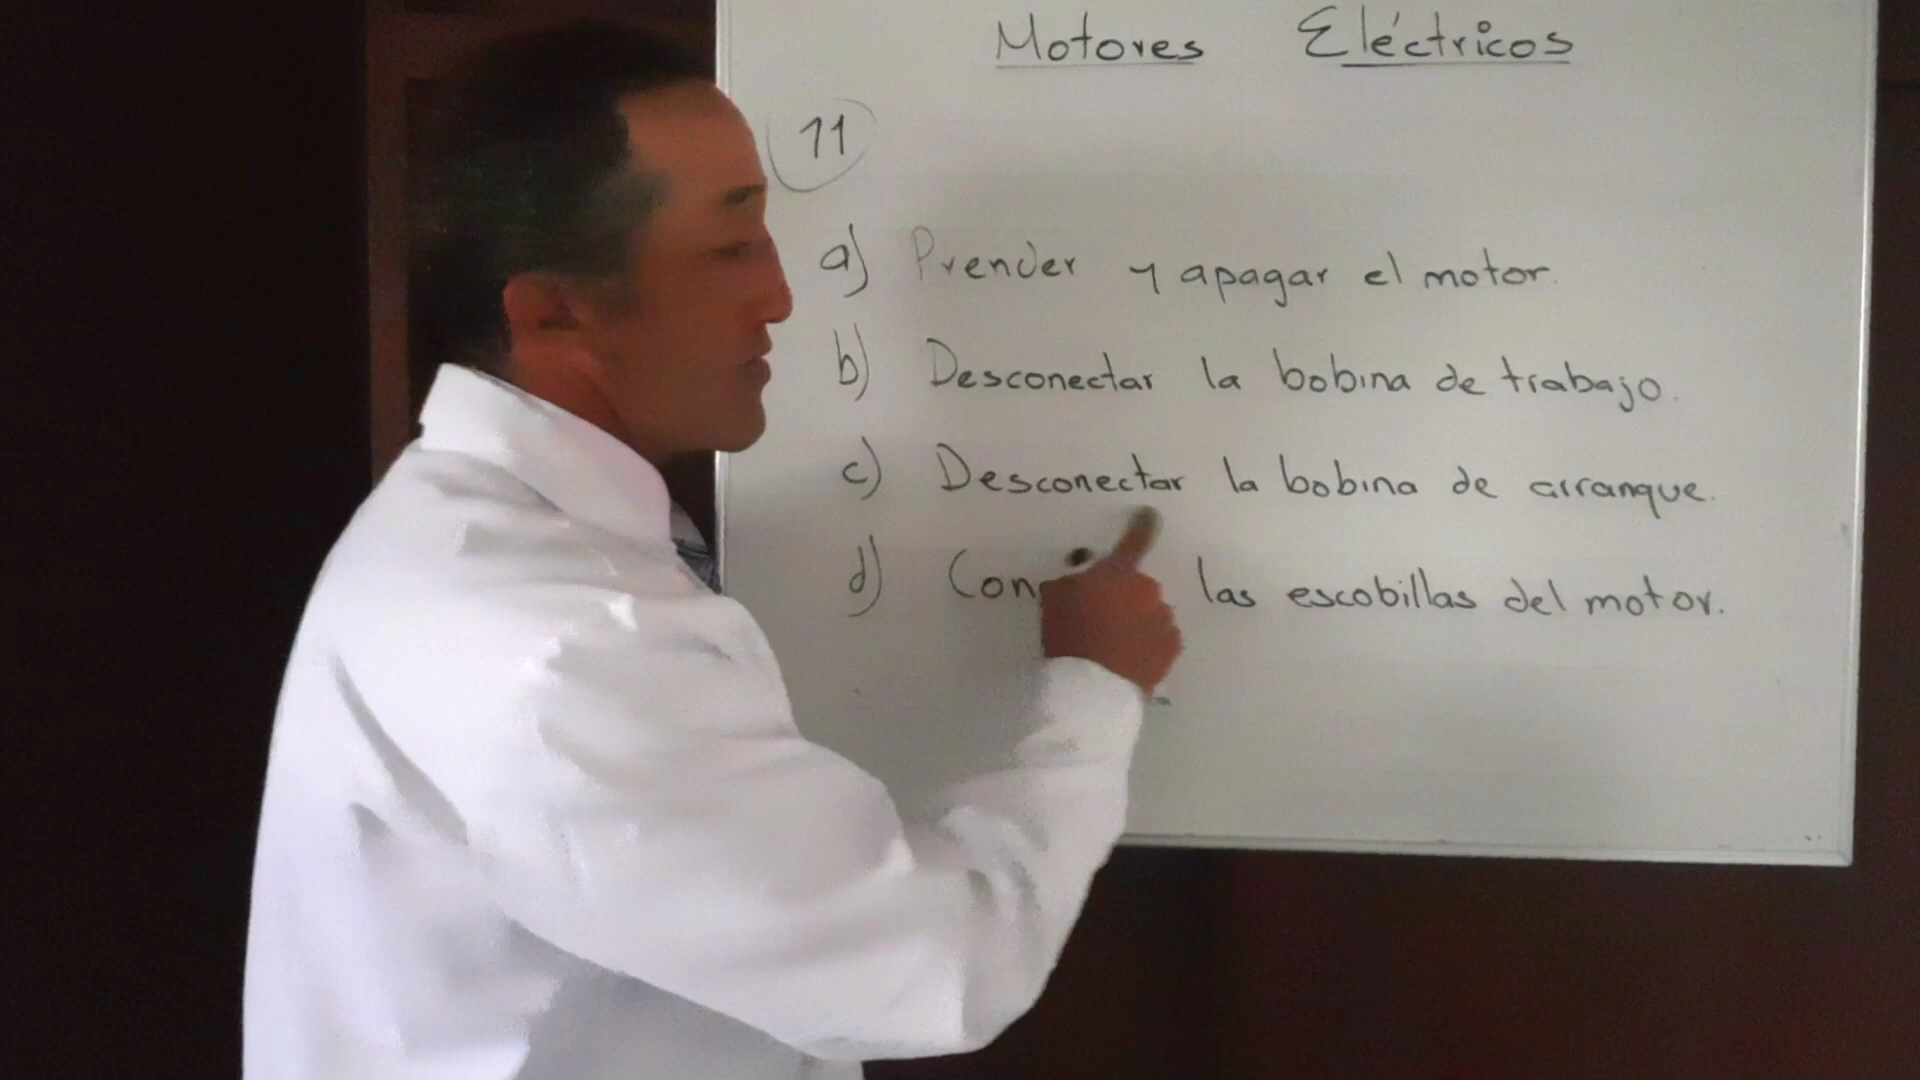 Motores Eléctricos
11
a) Prender y apagar el motor.
b) Desconectar la bobina de trabajo.
c) Desconectar la bobina de arranque.
d) las escobillas del motor.